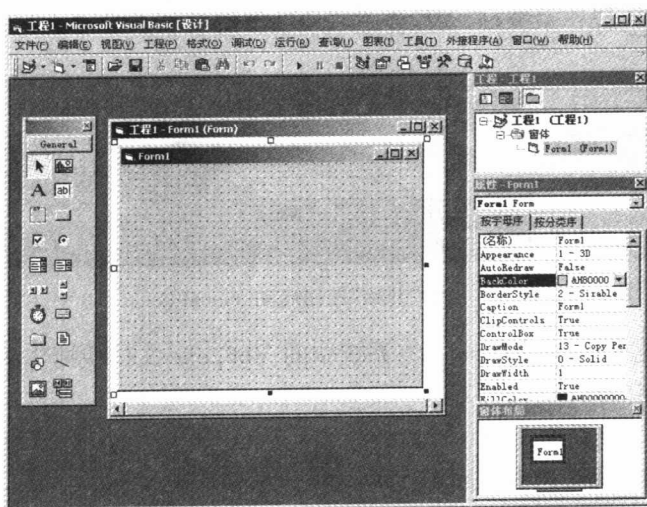 工程1 - Microsoft Visual Basic [设计]
文件(F) 编辑(E) 视图(V) 工程(P) 格式(O) 调试(D) 运行(R) 查询(U) 图表(I) 工具(T) 外接程序(A) 窗口(W) 帮助(H)
General
A ab
工程1 - Form1 (Form)
Form1
工程 - 工程1
工程1 (工程1)
窗体
Form1 (Form1)
属性 - Form1
Form1 Form
按字母序 按分类序
(名称) Form1
Appearance 1 - 3D
AutoRedraw False
BackColor &H80000
BorderStyle 2 - Sizable
Caption Form1
ClipControls True
ControlBox True
DrawMode 13 - Copy Per
DrawStyle 0 - Solid
DrawWidth 1
Enabled True
FillColor &H00000000
窗体布局
Form1